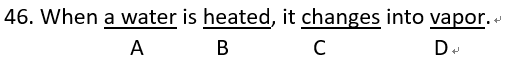 46. When a water is heated, it changes into vapor.
A B C D